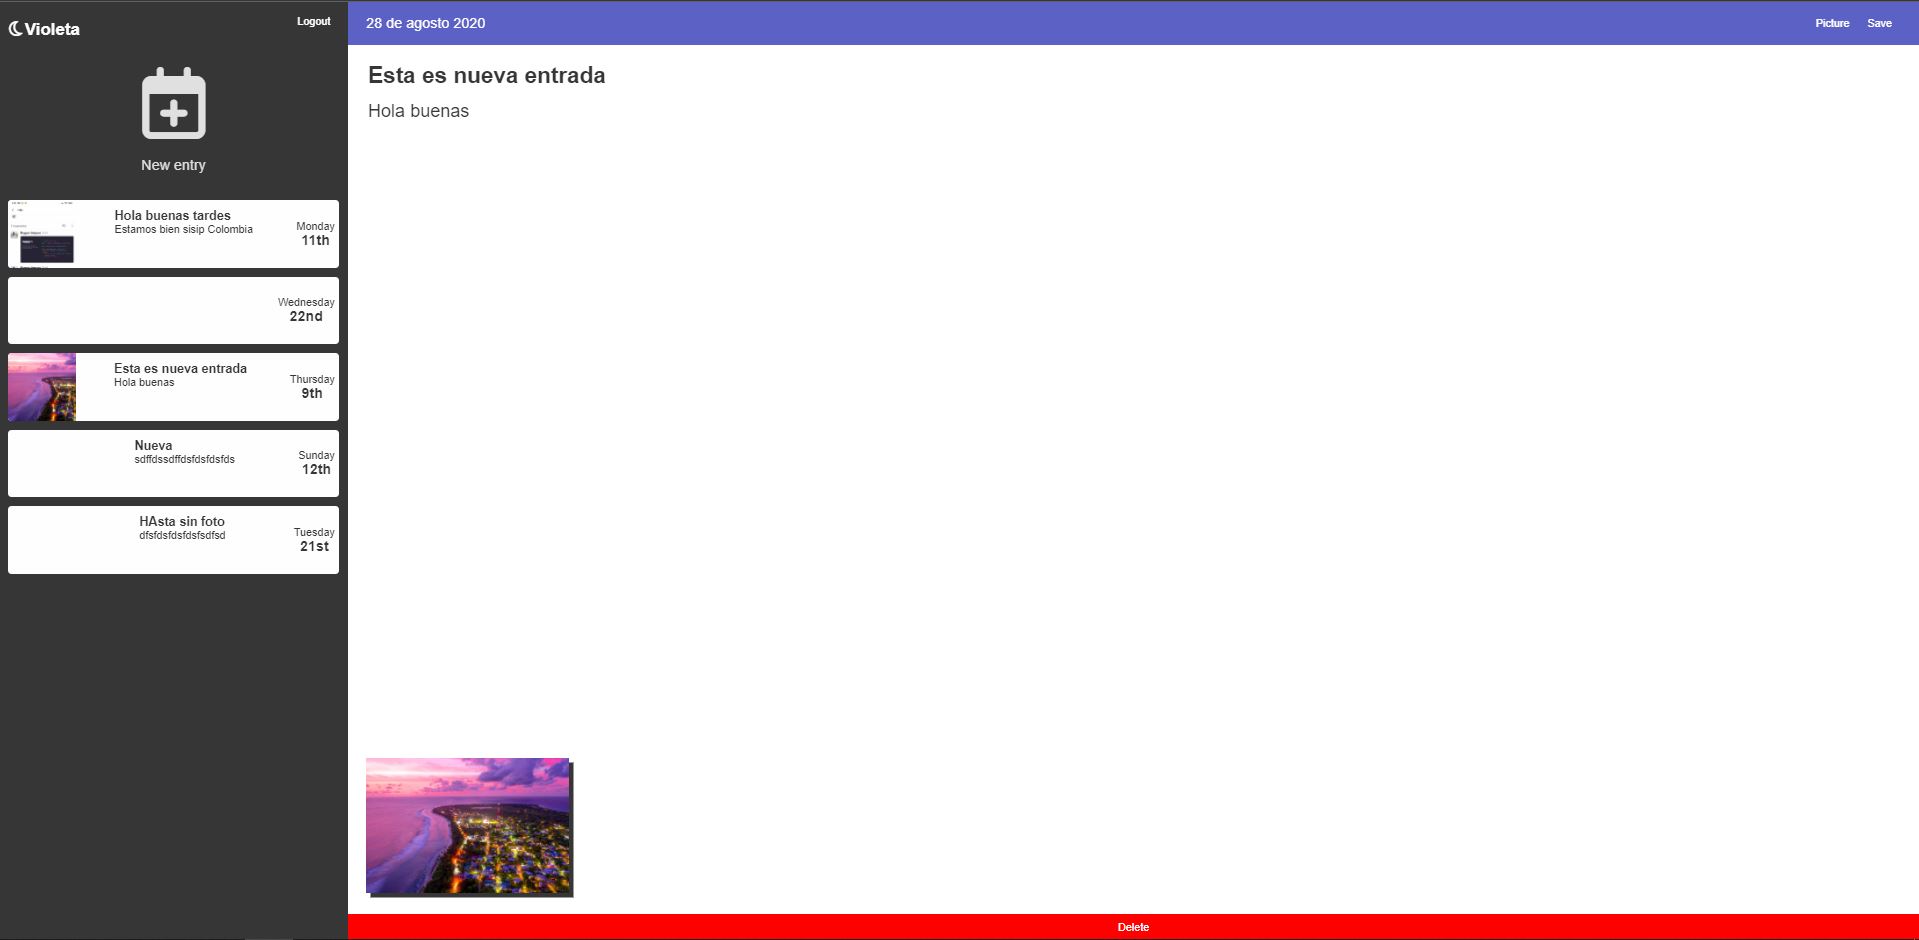 Violeta
Logout
New entry
Hola buenas tardes
Estamos bien sisip Colombia
Monday
11th
Wednesday
22nd
Esta es nueva entrada
Hola buenas
Thursday
9th
Nueva
sdffdssdffdsfdsfdsfds
Sunday
12th
HAsta sin foto
dfsfdsfdsfdsfsdfsd
Tuesday
21st
28 de agosto 2020
Picture
Save
Esta es nueva entrada
Hola buenas
Delete